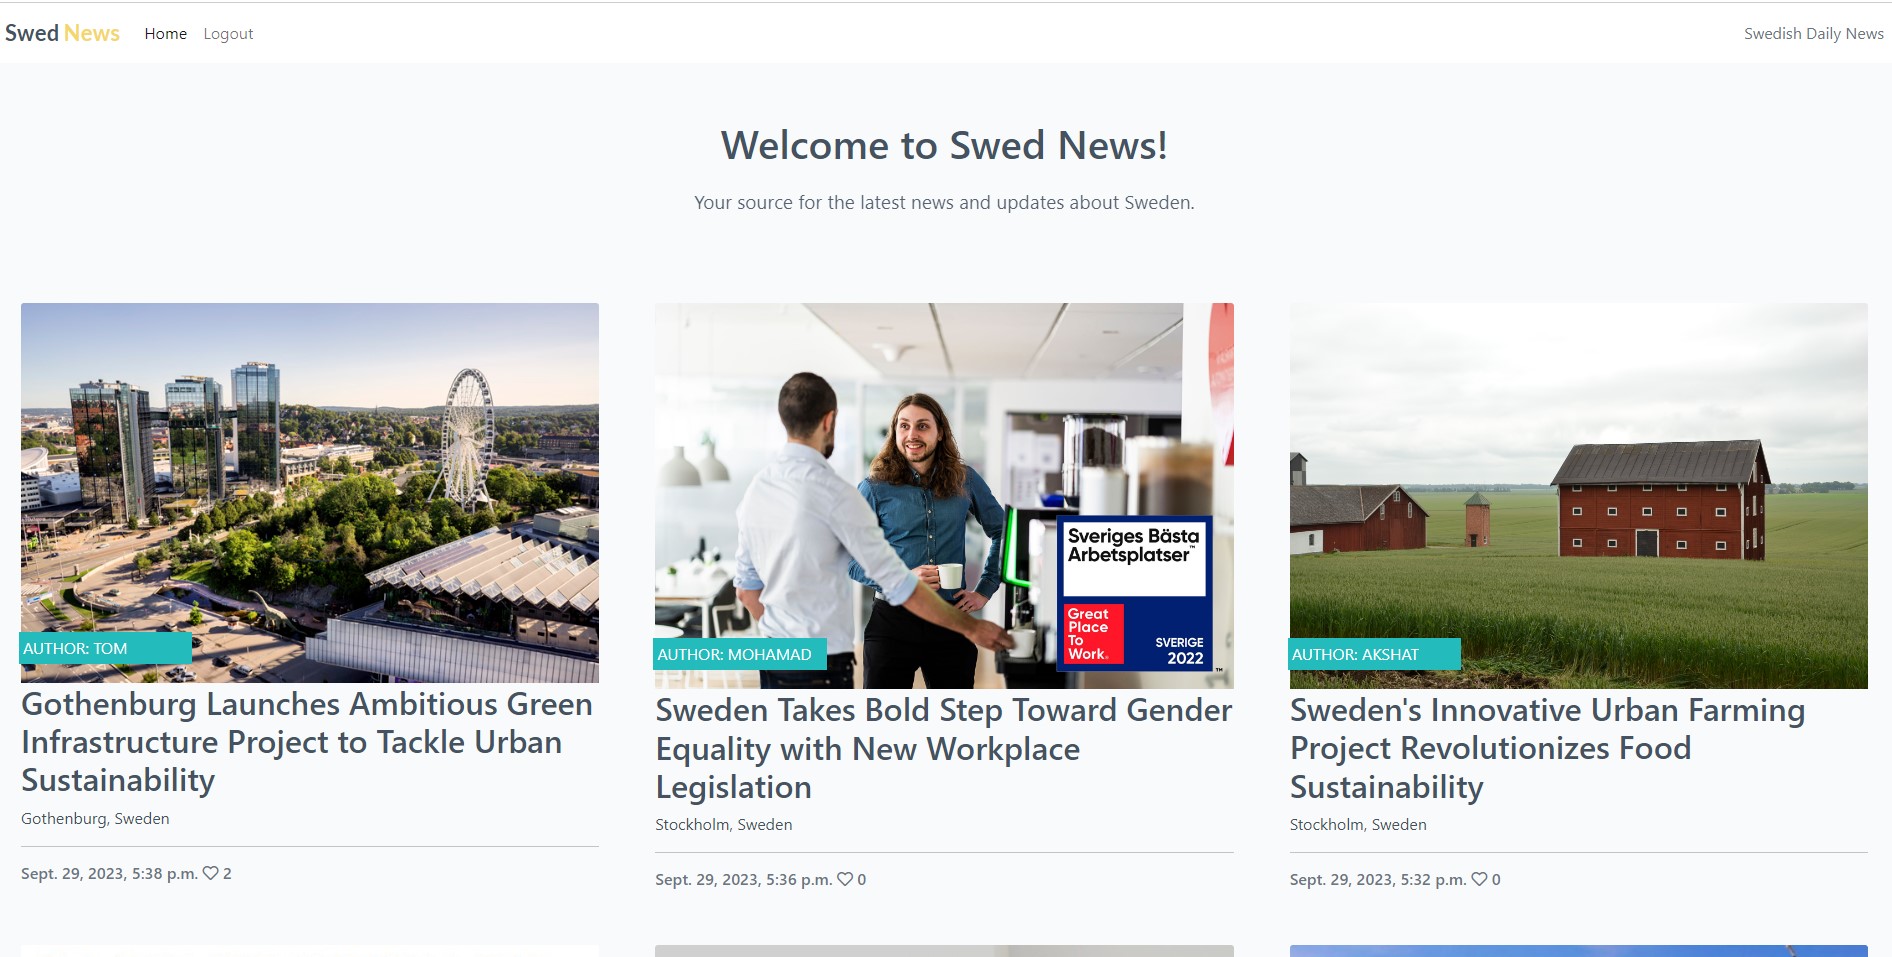 Swed News Home Logout Swedish Daily News
Welcome to Swed News!
Your source for the latest news and updates about Sweden.
AUTHOR: TOM
Gothenburg Launches Ambitious Green
Infrastructure Project to Tackle Urban
Sustainability
Gothenburg, Sweden
Sept. 29, 2023, 5:38 p.m. 2
Sveriges Bästa
Arbetsplatser™
Great
Place
To
Work.
SVERIGE
2022
™
AUTHOR: MOHAMAD
Sweden Takes Bold Step Toward Gender
Equality with New Workplace
Legislation
Stockholm, Sweden
Sept. 29, 2023, 5:36 p.m. 0
AUTHOR: AKSHAT
Sweden's Innovative Urban Farming
Project Revolutionizes Food
Sustainability
Stockholm, Sweden
Sept. 29, 2023, 5:32 p.m. 0